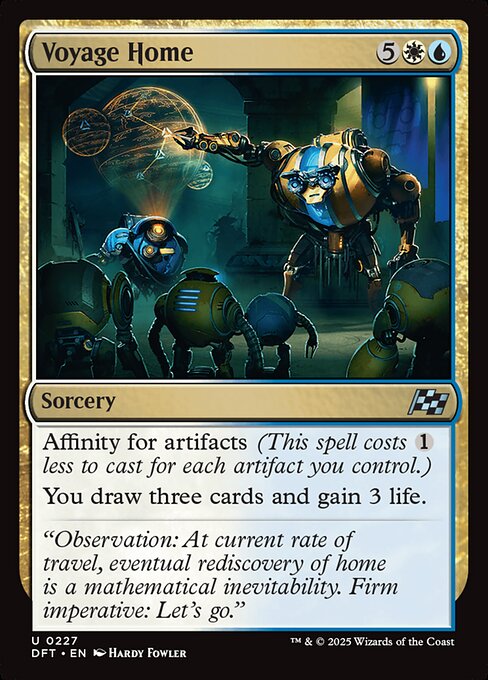 Voyage Home 5
Sorcery
Affinity for artifacts (This spell costs 1
less to cast for each artifact you control.)
You draw three cards and gain 3 life.
“Observation: At current rate of
travel, eventual rediscovery of home
is a mathematical inevitability. Firm
imperative: Let’s go.”
U 0227
DFT • EN HARDY FOWLER
™ & © 2025 Wizards of the Coast